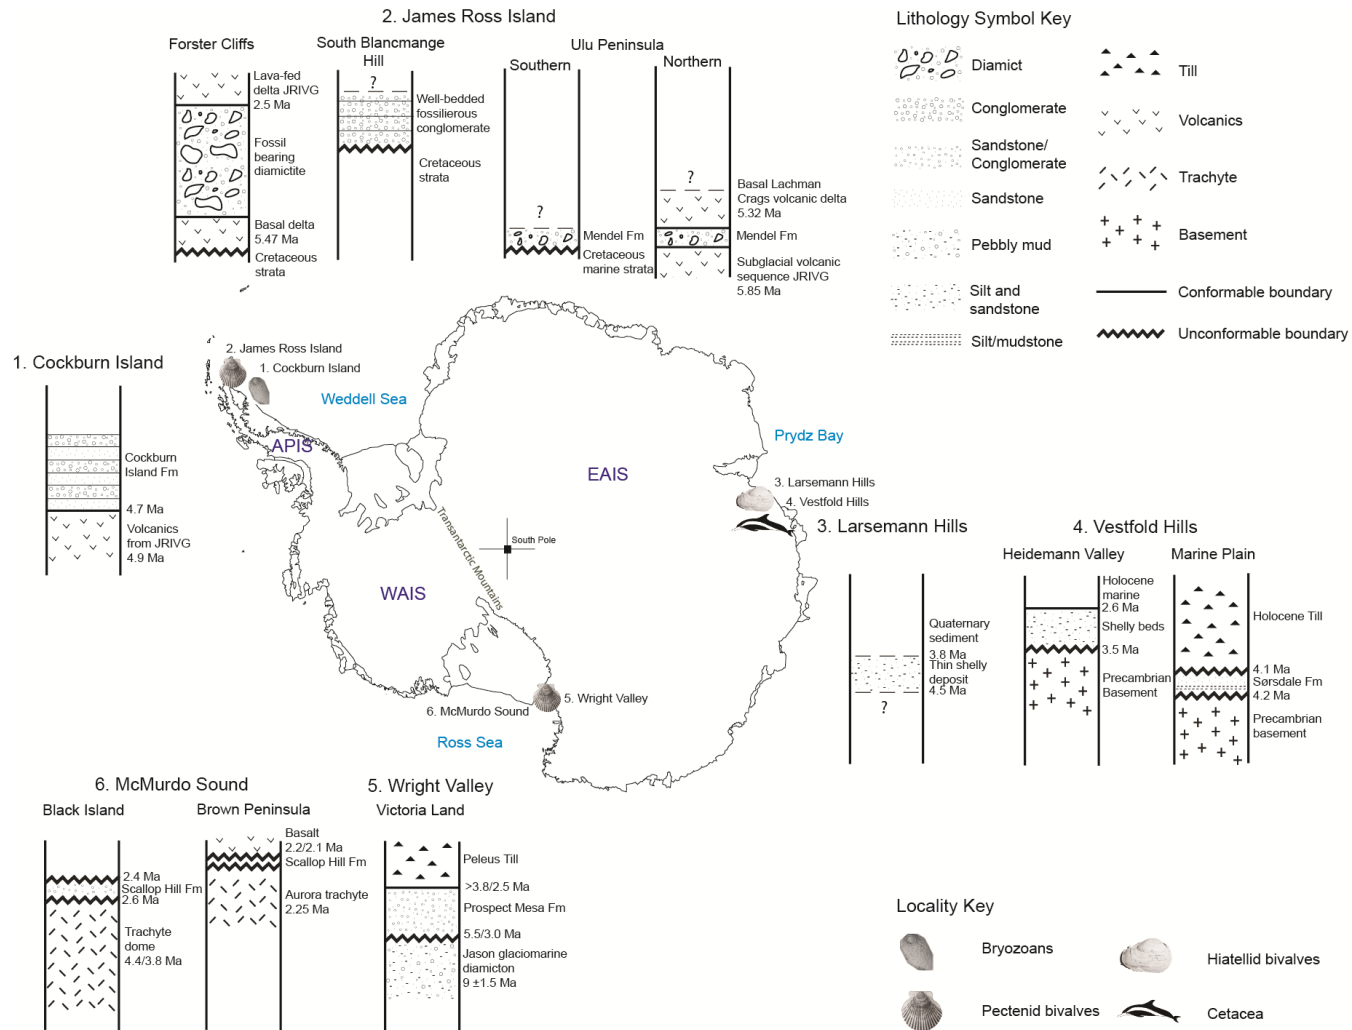 2. James Ross Island
Forster Cliffs
Lava-fed
delta JRIVG
2.5 Ma
Fossil
bearing
diamictite
Basal delta
5.47 Ma
Cretaceous
strata
South Blancmange
Hill
?
Well-bedded
fossilierous
conglomerate
Cretaceous
strata
Ulu Peninsula
Southern
?
Mendel Fm
Cretaceous
marine strata
Northern
?
Basal Lachman
Crags volcanic delta
5.32 Ma
Mendel Fm
Subglacial volcanic
sequence JRIVG
5.85 Ma
Lithology Symbol Key
Diamict
Conglomerate
Sandstone/
Conglomerate
Sandstone
Pebbly mud
Silt and
sandstone
Silt/mudstone
Till
Volcanics
Trachyte
Basement
Conformable boundary
Unconformable boundary
1. Cockburn Island
Cockburn
Island Fm
4.7 Ma
Volcanics
from JRIVG
4.9 Ma
2. James Ross Island
1. Cockburn Island
Weddell Sea
APIS
Prydz Bay
EAIS
3. Larsemann Hills
4. Vestfold Hills
Transantarctic Mountains
South Pole
WAIS
5. Wright Valley
6. McMurdo Sound
Ross Sea
3. Larsemann Hills
Quaternary
sediment
3.8 Ma
Thin shelly
deposit
4.5 Ma
?
4. Vestfold Hills
Heidemann Valley
Holocene
marine
2.6 Ma
Shelly beds
3.5 Ma
Precambrian
Basement
Marine Plain
Holocene Till
4.1 Ma
Sørsdale Fm
4.2 Ma
Precambrian
basement
6. McMurdo Sound
Black Island
2.4 Ma
Scallop Hill Fm
2.6 Ma
Trachyte
dome
4.4/3.8 Ma
Brown Peninsula
Basalt
2.2/2.1 Ma
Scallop Hill Fm
Aurora trachyte
2.25 Ma
5. Wright Valley
Victoria Land
Peleus Till
>3.8/2.5 Ma
Prospect Mesa Fm
5.5/3.0 Ma
Jason glaciomarine
diamicton
9 ±1.5 Ma
Locality Key
Bryozoans
Hiatellid bivalves
Pectenid bivalves
Cetacea